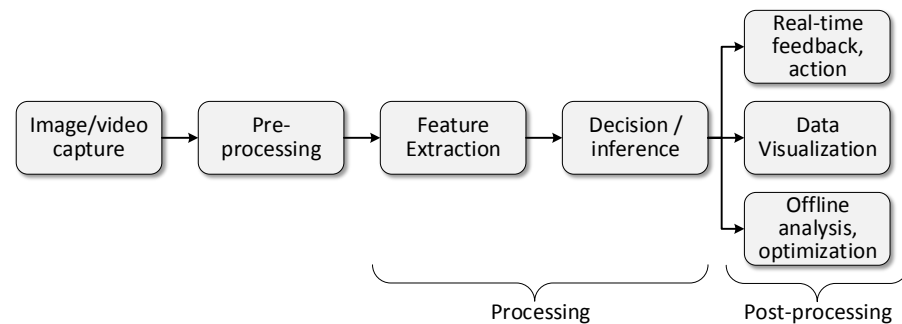 Image/video
capture
Pre-
processing
Feature
Extraction
Decision /
inference
Real-time
feedback,
action
Data
Visualization
Offline
analysis,
optimization
Processing
Post-processing